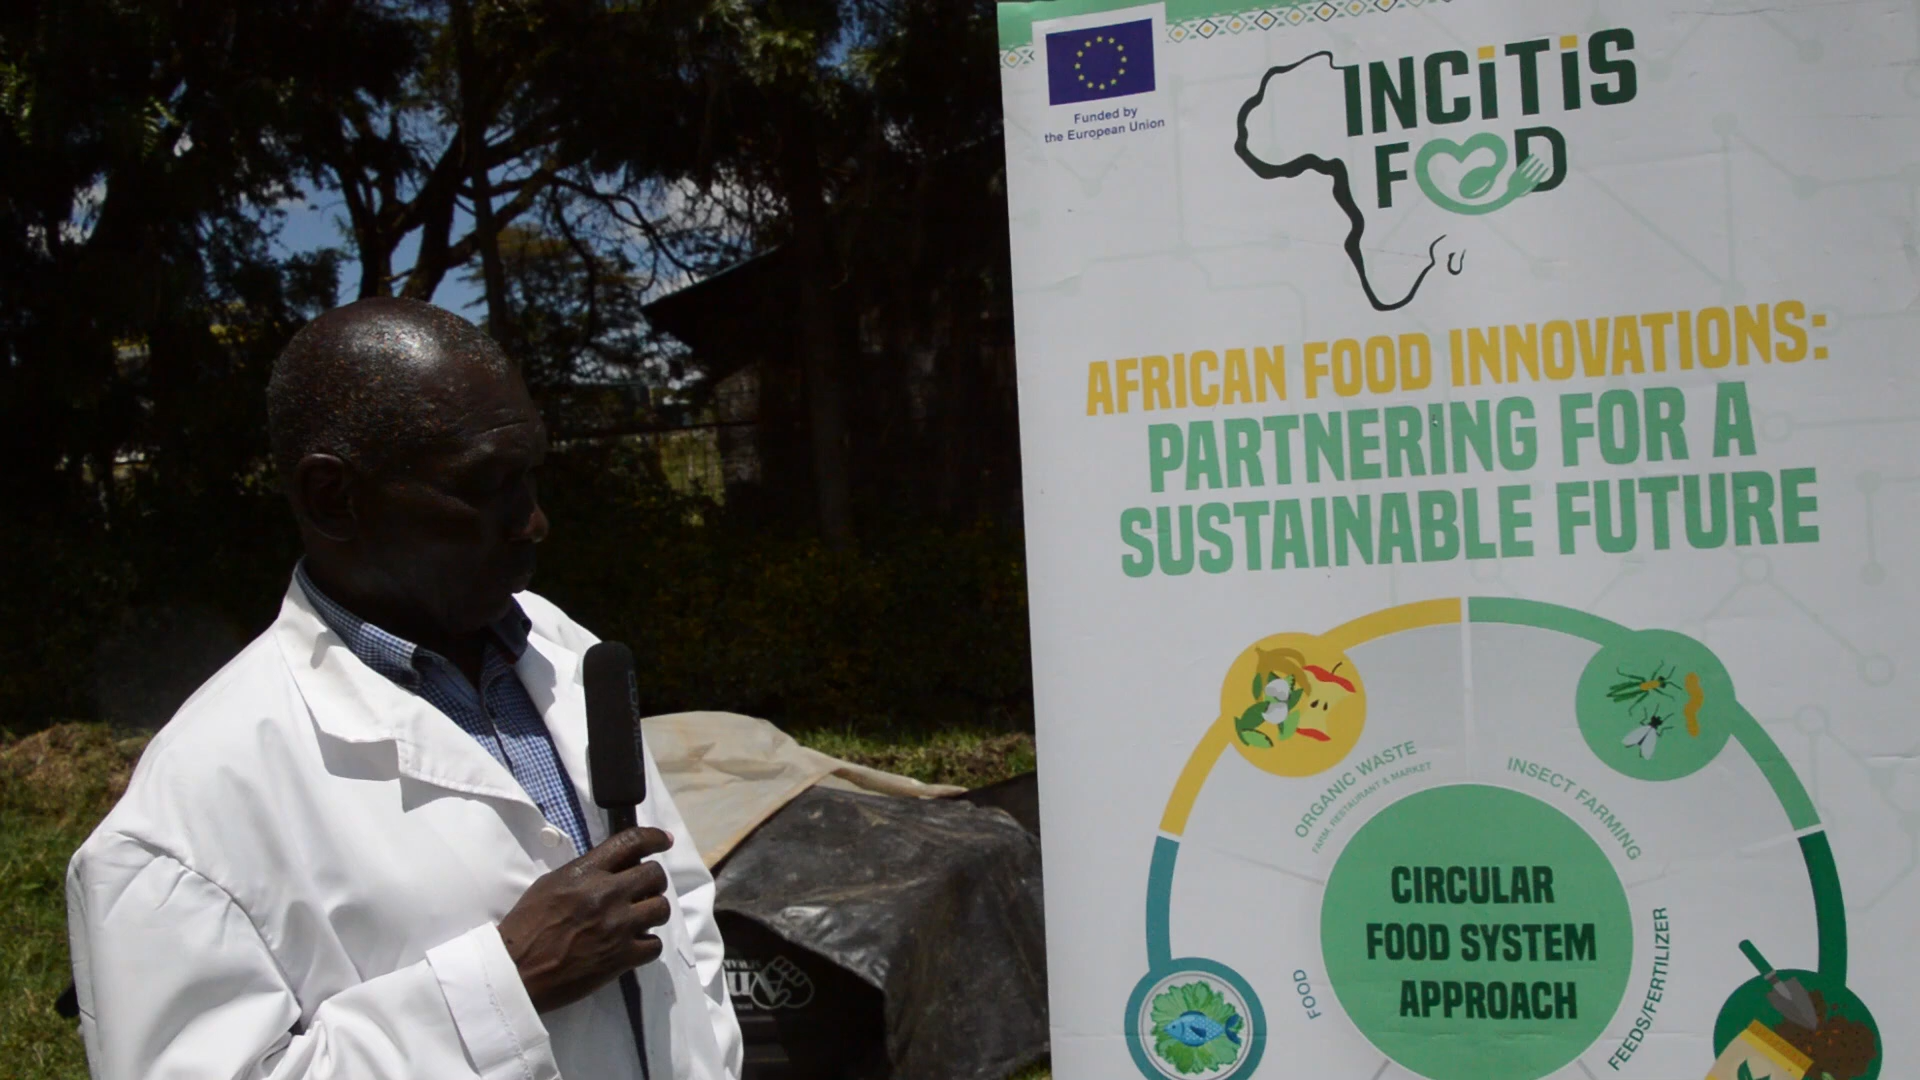 Funded by
the European Union
INCiTiS
FOOD
AFRICAN FOOD INNOVATIONS:
PARTNERING FOR A
SUSTAINABLE FUTURE
ORGANIC WASTE
FARM, RESTAURANT & MARKET
INSECT FARMING
CIRCULAR
FOOD SYSTEM
APPROACH
FOOD
FEEDS/FERTILIZER